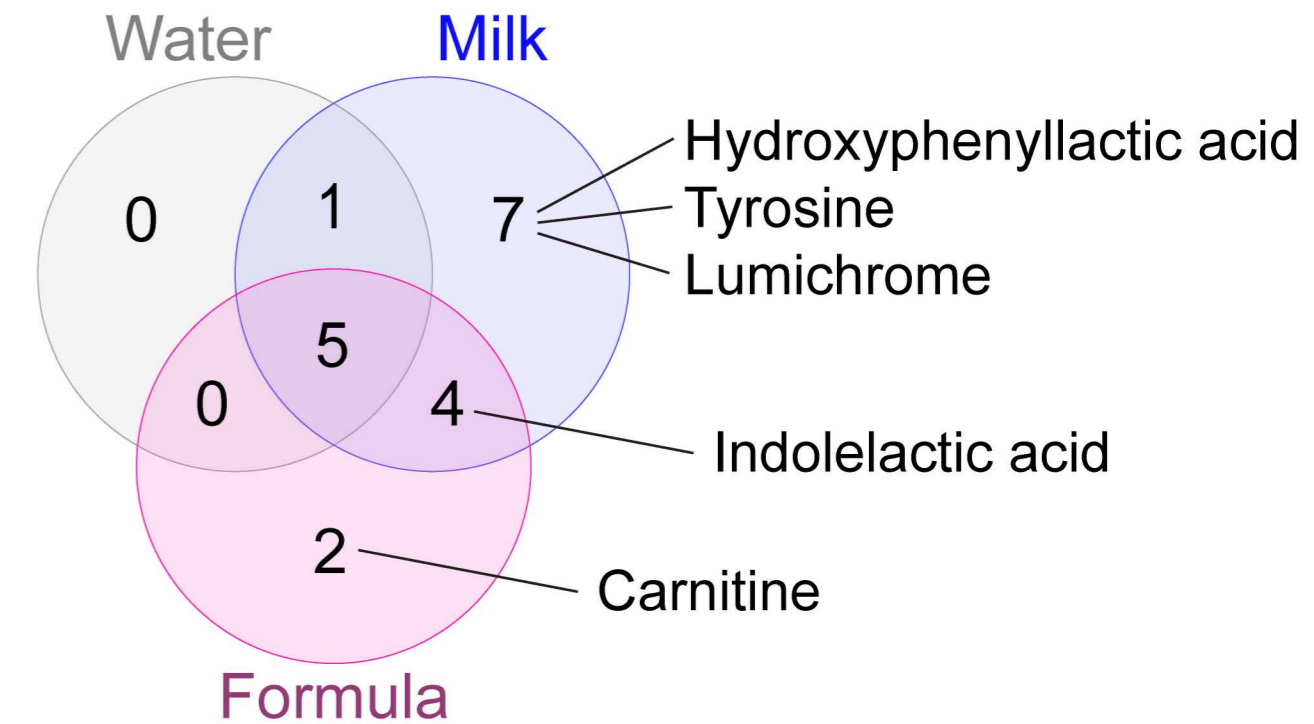 Water
Milk
0
1
7
Hydroxyphenyllactic acid
Tyrosine
Lumichrome
5
0
4
Indolelactic acid
2
Carnitine
Formula